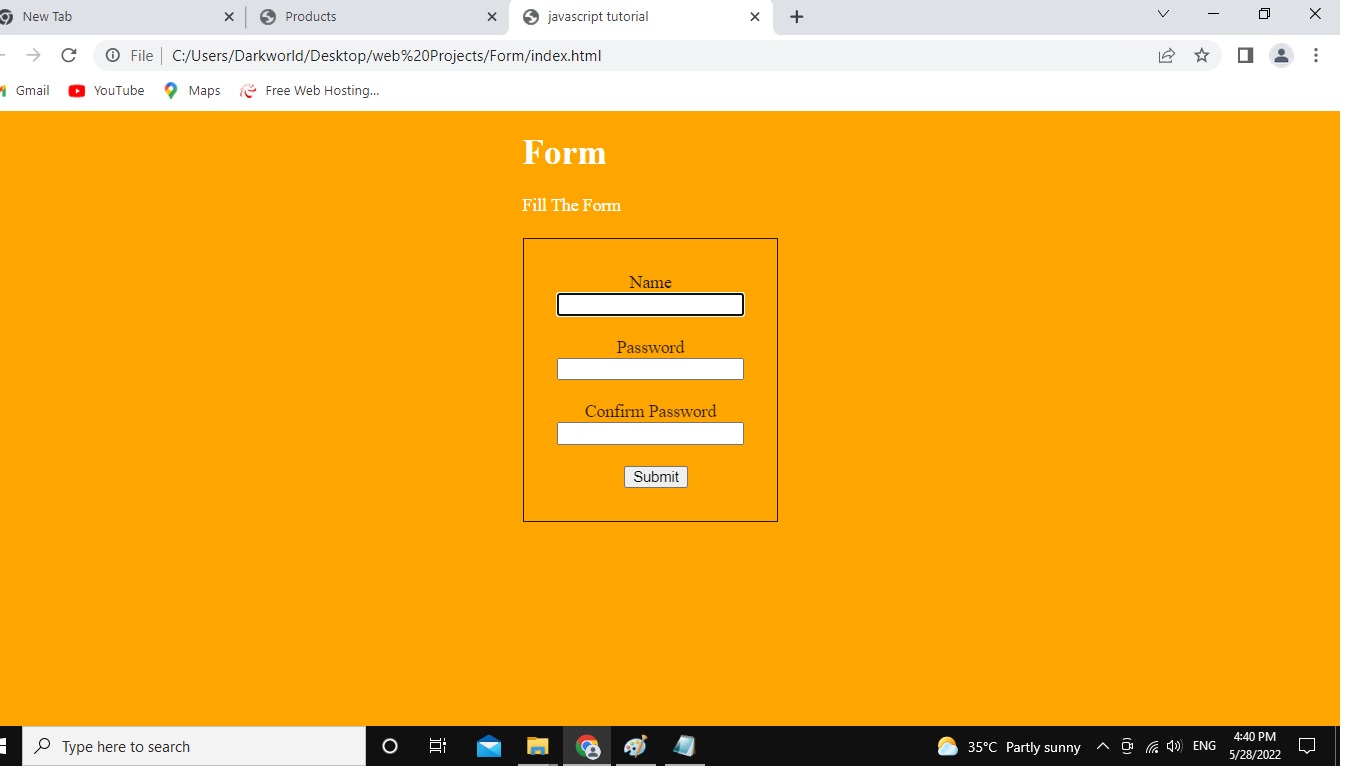 New Tab
Products
javascript tutorial
File
C:/Users/Darkworld/Desktop/web%20Projects/Form/index.html
Gmail
YouTube
Maps
Free Web Hosting...
Form
Fill The Form
Name
Password
Confirm Password
Submit
Type here to search
35°C Partly sunny
ENG
4:40 PM
5/28/2022